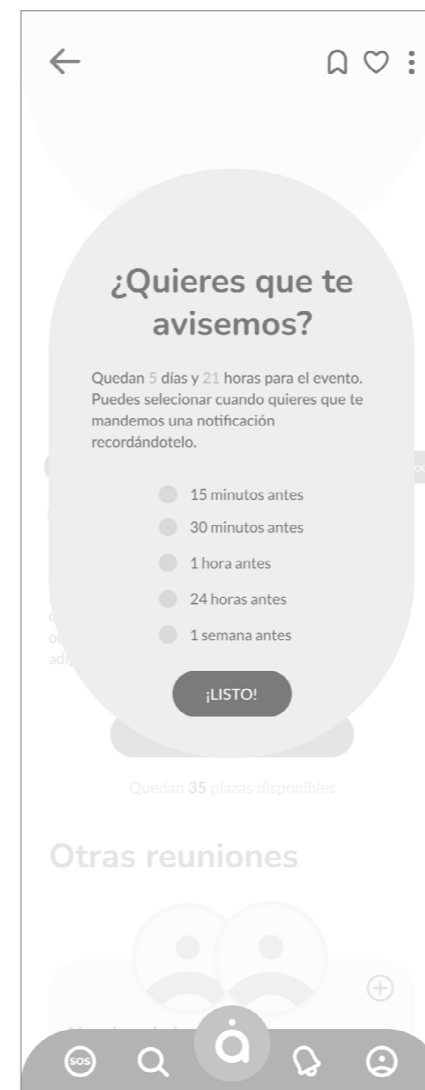 ¿Quieres que te
avisemos?
Quedan 5 días y 21 horas para el evento.
Puedes selecionar cuando quieres que te
mandemos una notificación
recordándotelo.
15 minutos antes
30 minutos antes
1 hora antes
24 horas antes
1 semana antes
¡LISTO!
Quedan 35 plazas disponibles
Otras reuniones
SOS